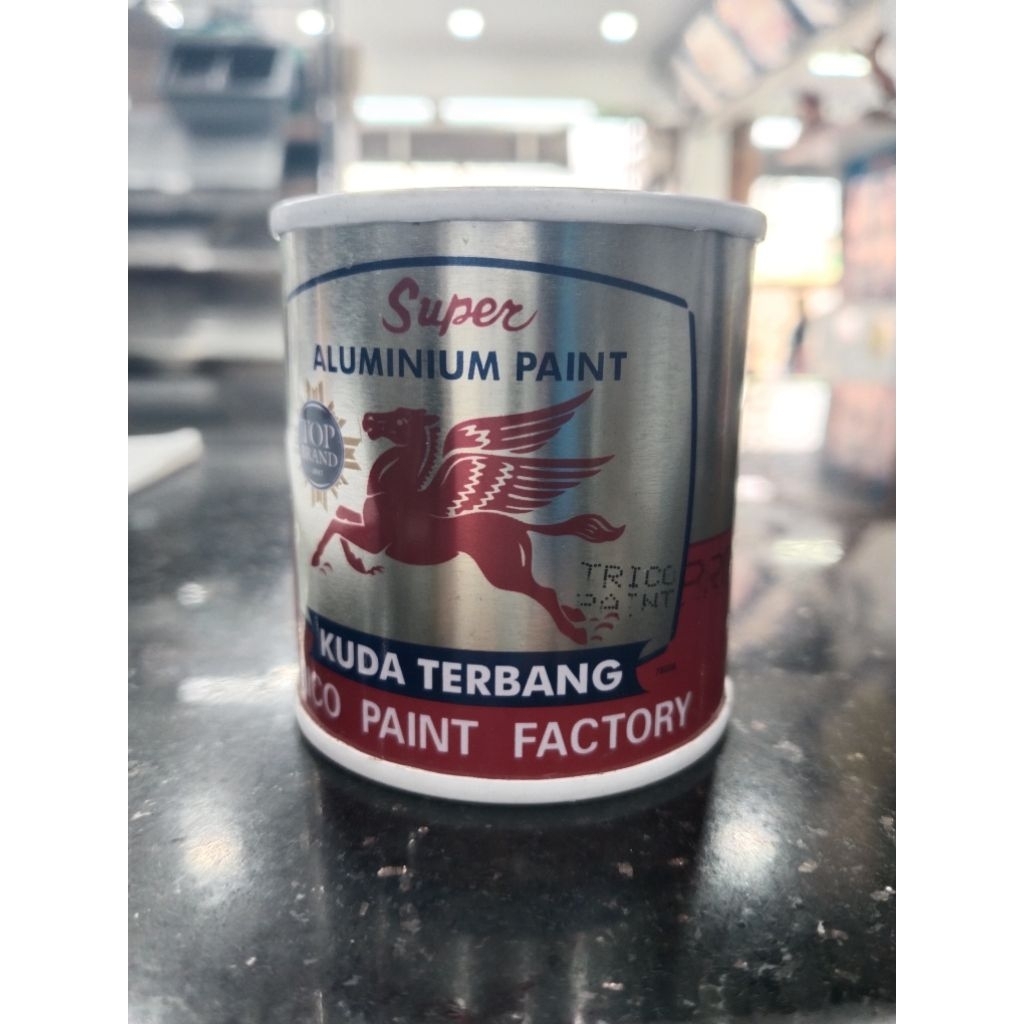 Super
ALUMINIUM PAINT
TOP
BRAND
TRICO
PAINT
KUDA TERBANG
CO PAINT FACTORY